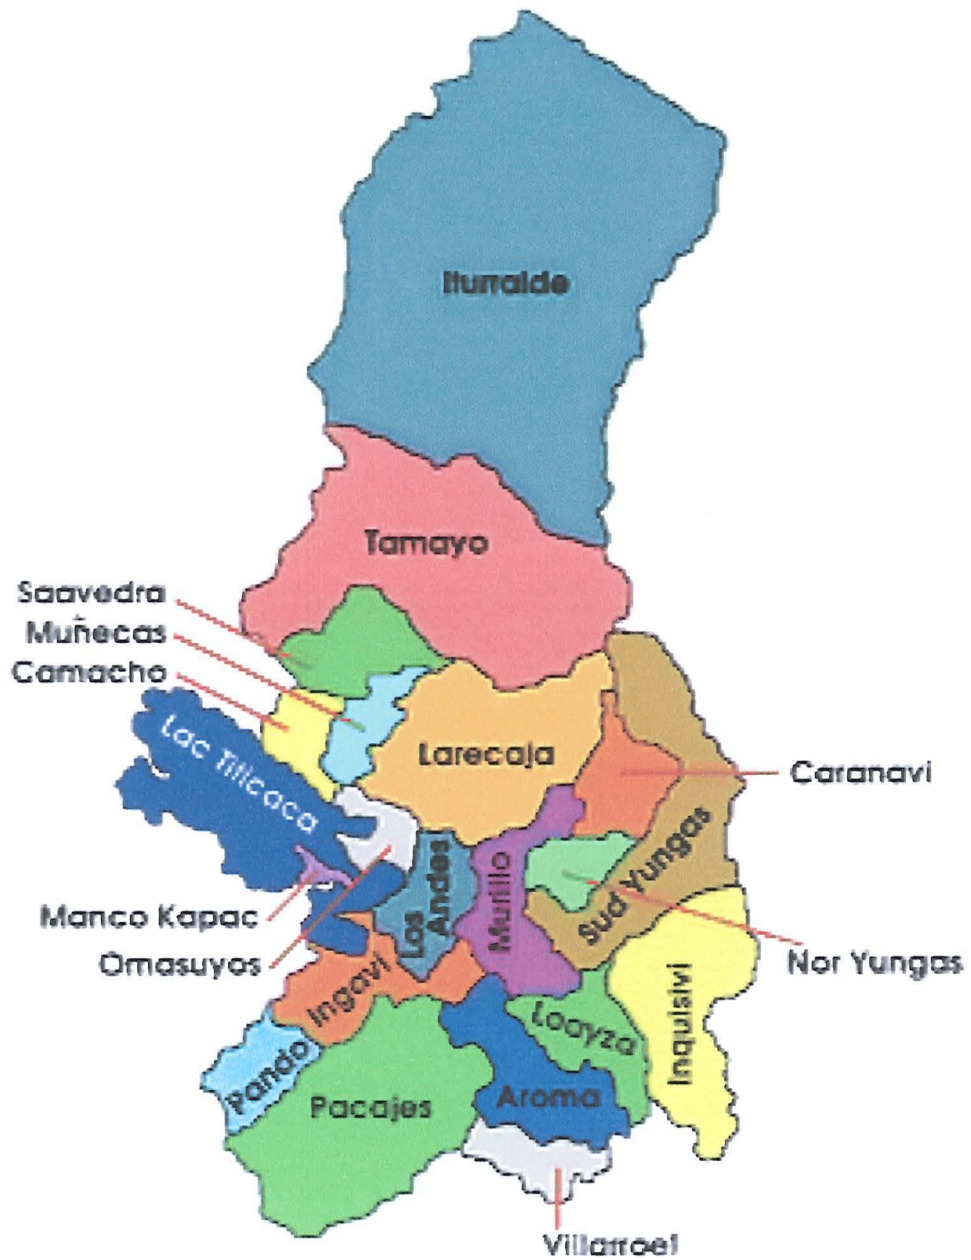 Iturralde
Tamayo
Saavedra
Muñecas
Camacho
Lac Titicaca
Larecaja
Caranavi
Manco Kapac
Omasuyos
Los
Andes
Murillo
Sud Yungas
Nor Yungas
Ingavi
Pando
Pacajes
Aroma
Loayza
Inquisivi
Villarroel